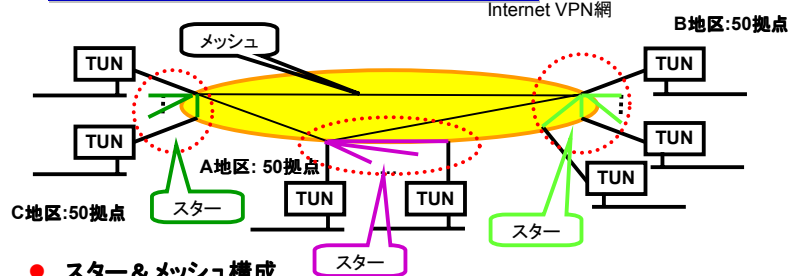 Internet VPN網
B地区:50拠点
メッシュ
TUN
TUN
TUN
TUN
A地区: 50拠点
TUN
TUN
TUN
C地区:50拠点
スター
スター
スター
● スター & メッシュ構成